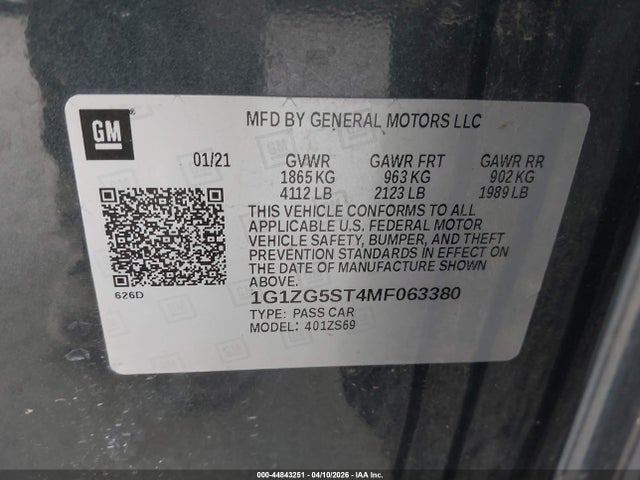 GM
MFD BY GENERAL MOTORS LLC
01/21 GVWR GAWR FRT GAWR RR
1865 KG 963 KG 902 KG
4112 LB 2123 LB 1989 LB
THIS VEHICLE CONFORMS TO ALL
APPLICABLE U.S. FEDERAL MOTOR
VEHICLE SAFETY, BUMPER, AND THEFT
PREVENTION STANDARDS IN EFFECT ON
THE DATE OF MANUFACTURE SHOWN
ABOVE.
626D
1G1ZG5ST4MF063380
TYPE: PASS CAR
MODEL: 401ZS69
000-44843251 - 04/10/2026 - IAA Inc.